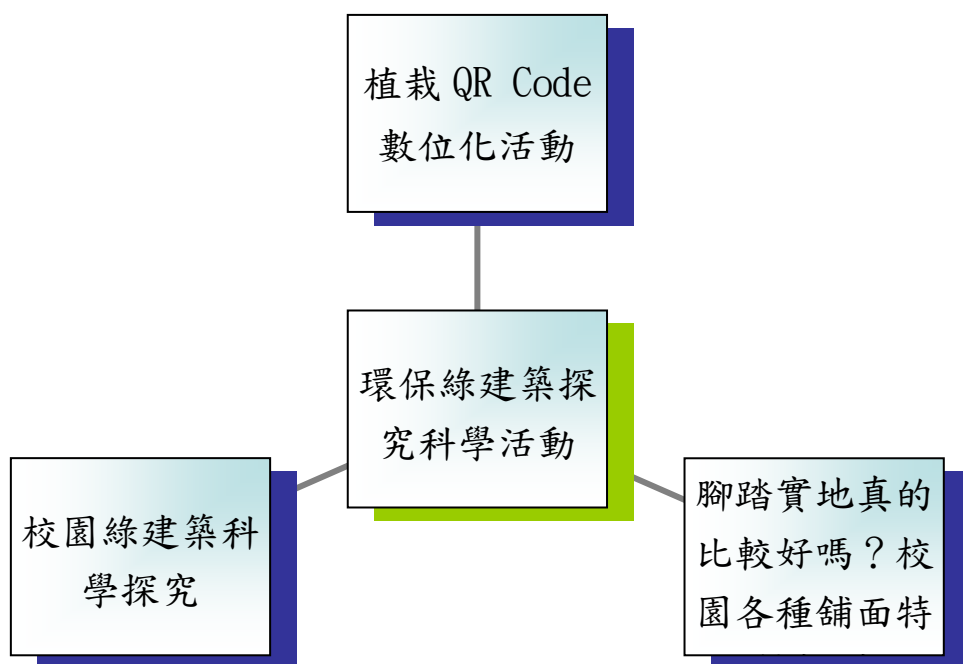 植栽 QR Code
數位化活動
環保綠建築探
究科學活動
校園綠建築科
學探究
腳踏實地真的
比較好嗎？校
園各種舖面特